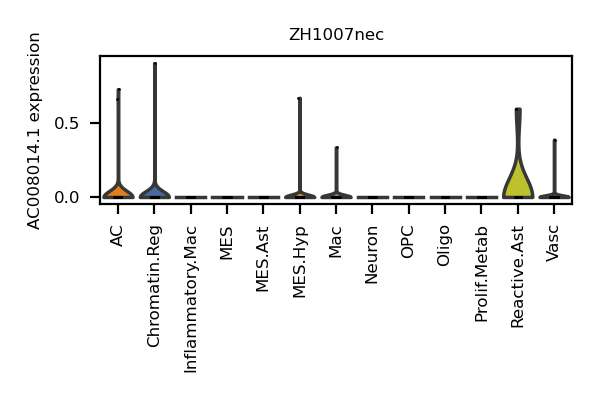 ZH1007nec
AC008014.1 expression
0.5
0.0
AC
Chromatin.Reg
Inflammatory.Mac
MES
MES.Ast
MES.Hyp
Mac
Neuron
OPC
Oligo
Prolif.Metab
Reactive.Ast
Vasc